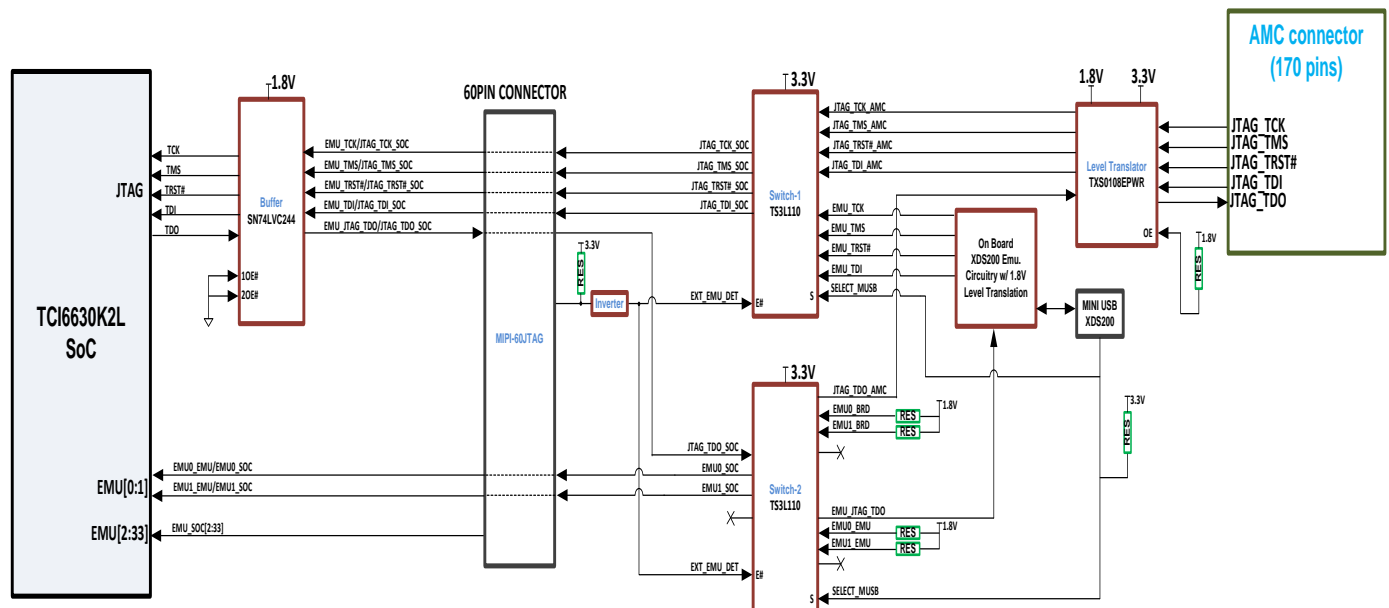 AMC connector
(170 pins)
JTAG_TCK
JTAG_TMS
JTAG_TRST#
JTAG_TDI
JTAG_TDO
1.8V
3.3V
Level Translator
TXS0108EPWR
OE
1.8V
RES
3.3V
JTAG_TCK_AMC
JTAG_TMS_AMC
JTAG_TRST#_AMC
JTAG_TDI_AMC
Switch-1
TS3L110
EMU_TCK
EMU_TMS
EMU_TRST#
EMU_TDI
SELECT_MUSB
S
E#
EXT_EMU_DET
On Board
XDS200 Emu.
Circuitry w/ 1.8V
Level Translation
MINI USB
XDS200
3.3V
RES
60PIN CONNECTOR
JTAG_TCK_SOC
JTAG_TMS_SOC
JTAG_TRST#_SOC
JTAG_TDI_SOC
3.3V
RES
Inverter
MIPI-60JTAG
1.8V
EMU_TCK/JTAG_TCK_SOC
EMU_TMS/JTAG_TMS_SOC
EMU_TRST#/JTAG_TRST#_SOC
EMU_TDI/JTAG_TDI_SOC
EMU_JTAG_TDO/JTAG_TDO_SOC
Buffer
SN74LVC244
1OE#
2OE#
TCK
TMS
TRST#
TDI
TDO
JTAG
TCI6630K2L
SoC
EMU[0:1]
EMU[2:33]
EMU0_EMU/EMU0_SOC
EMU1_EMU/EMU1_SOC
EMU_SOC[2:33]
3.3V
JTAG_TDO_AMC
EMU0_BRD
RES
1.8V
EMU1_BRD
RES
JTAG_TDO_SOC
EMU0_SOC
EMU1_SOC
Switch-2
TS3L110
EMU_JTAG_TDO
EMU0_EMU
RES
1.8V
EMU1_EMU
RES
EXT_EMU_DET
E#
S
SELECT_MUSB